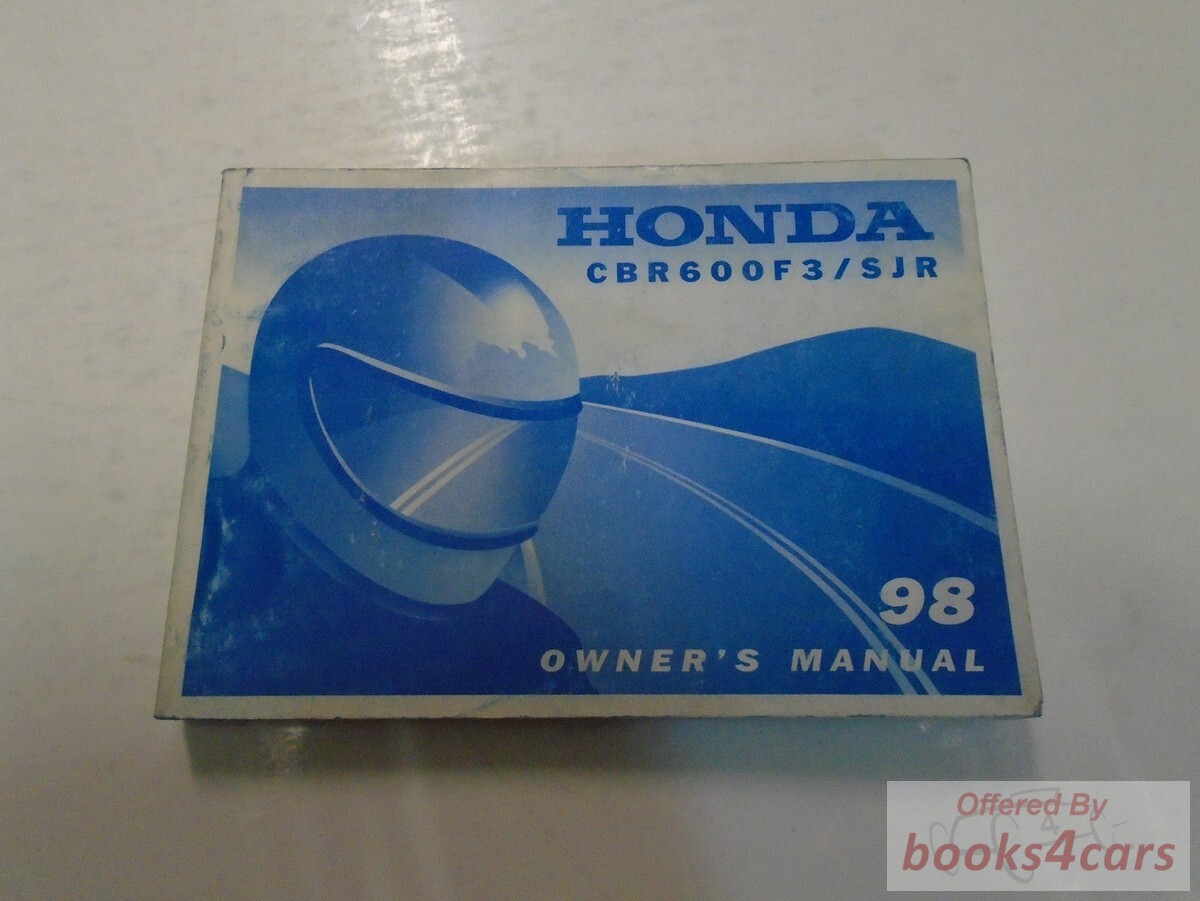 HONDA
CBR600F3/SJR
98
OWNER'S MANUAL
Offered By
books4cars